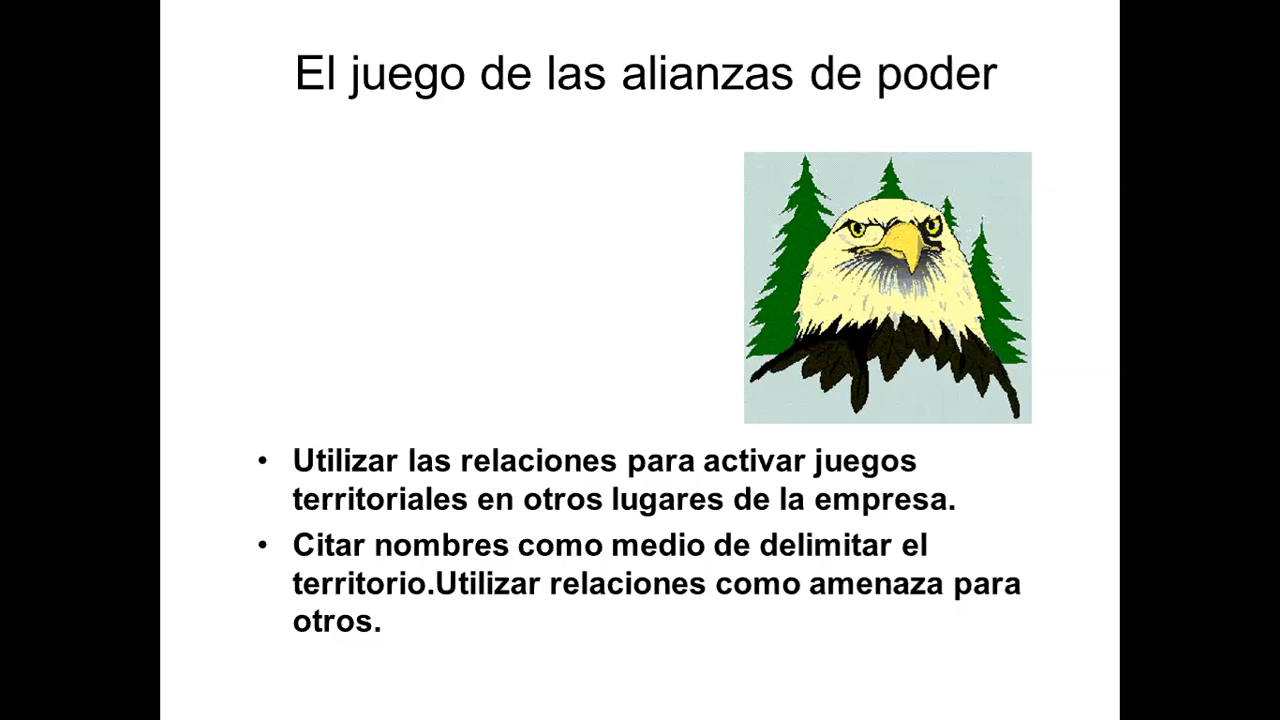 El juego de las alianzas de poder
• Utilizar las relaciones para activar juegos
territoriales en otros lugares de la empresa.
• Citar nombres como medio de delimitar el
territorio.Utilizar relaciones como amenaza para
otros.